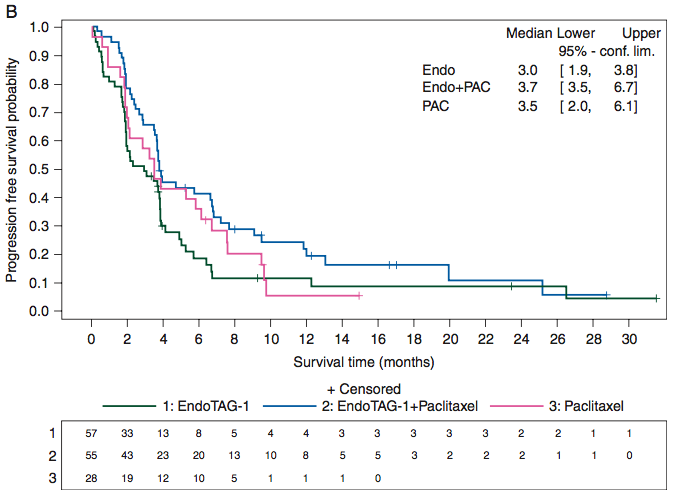 B
Median Lower Upper
95% - conf. lim.
Endo 3.0 [ 1.9, 3.8]
Endo+PAC 3.7 [ 3.5, 6.7]
PAC 3.5 [ 2.0, 6.1]
Progression free survival probability
1.0
0.9
0.8
0.7
0.6
0.5
0.4
0.3
0.2
0.1
0.0
0 2 4 6 8 10 12 14 16 18 20 22 24 26 28 30
Survival time (months)
+ Censored
1: EndoTAG-1 2: EndoTAG-1+Paclitaxel 3: Paclitaxel
1 57 33 13 8 5 4 4 3 3 3 3 3 2 2 1 1
2 55 43 23 20 13 10 8 5 5 3 2 2 2 1 1 0
3 28 19 12 10 5 1 1 1 0